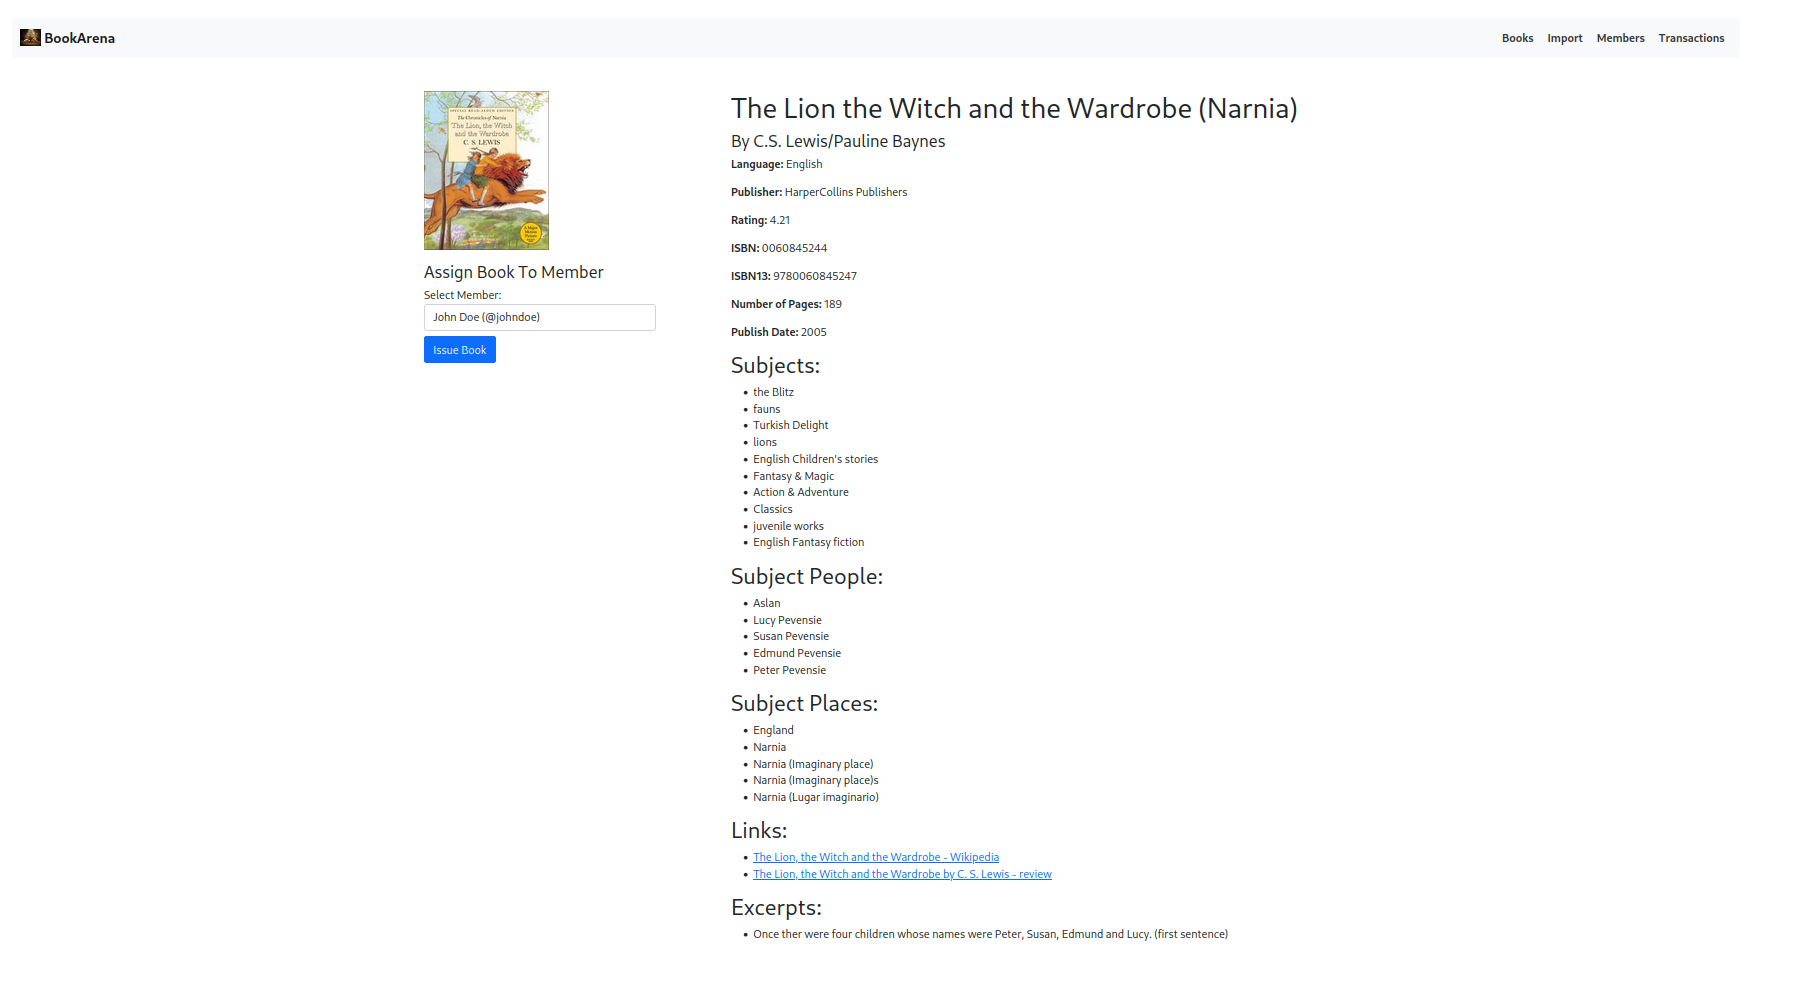 BookArena
Books Import Members Transactions
SPECIAL READ-ALOUD EDITION
The Chronicles of Narnia
The Lion, the Witch
and the Wardrobe
C. S. LEWIS
A Major
Motion
Picture
Assign Book To Member
Select Member:
John Doe (@johndoe)
Issue Book
The Lion the Witch and the Wardrobe (Narnia)
By C.S. Lewis/Pauline Baynes
Language: English
Publisher: HarperCollins Publishers
Rating: 4.21
ISBN: 0060845244
ISBN13: 9780060845247
Number of Pages: 189
Publish Date: 2005
Subjects:
the Blitz
fauns
Turkish Delight
lions
English Children's stories
Fantasy & Magic
Action & Adventure
Classics
juvenile works
English Fantasy fiction
Subject People:
Aslan
Lucy Pevensie
Susan Pevensie
Edmund Pevensie
Peter Pevensie
Subject Places:
England
Narnia
Narnia (Imaginary place)
Narnia (Imaginary place)s
Narnia (Lugar imaginario)
Links:
The Lion, the Witch and the Wardrobe - Wikipedia
The Lion, the Witch and the Wardrobe by C. S. Lewis - review
Excerpts:
Once ther were four children whose names were Peter, Susan, Edmund and Lucy. (first sentence)